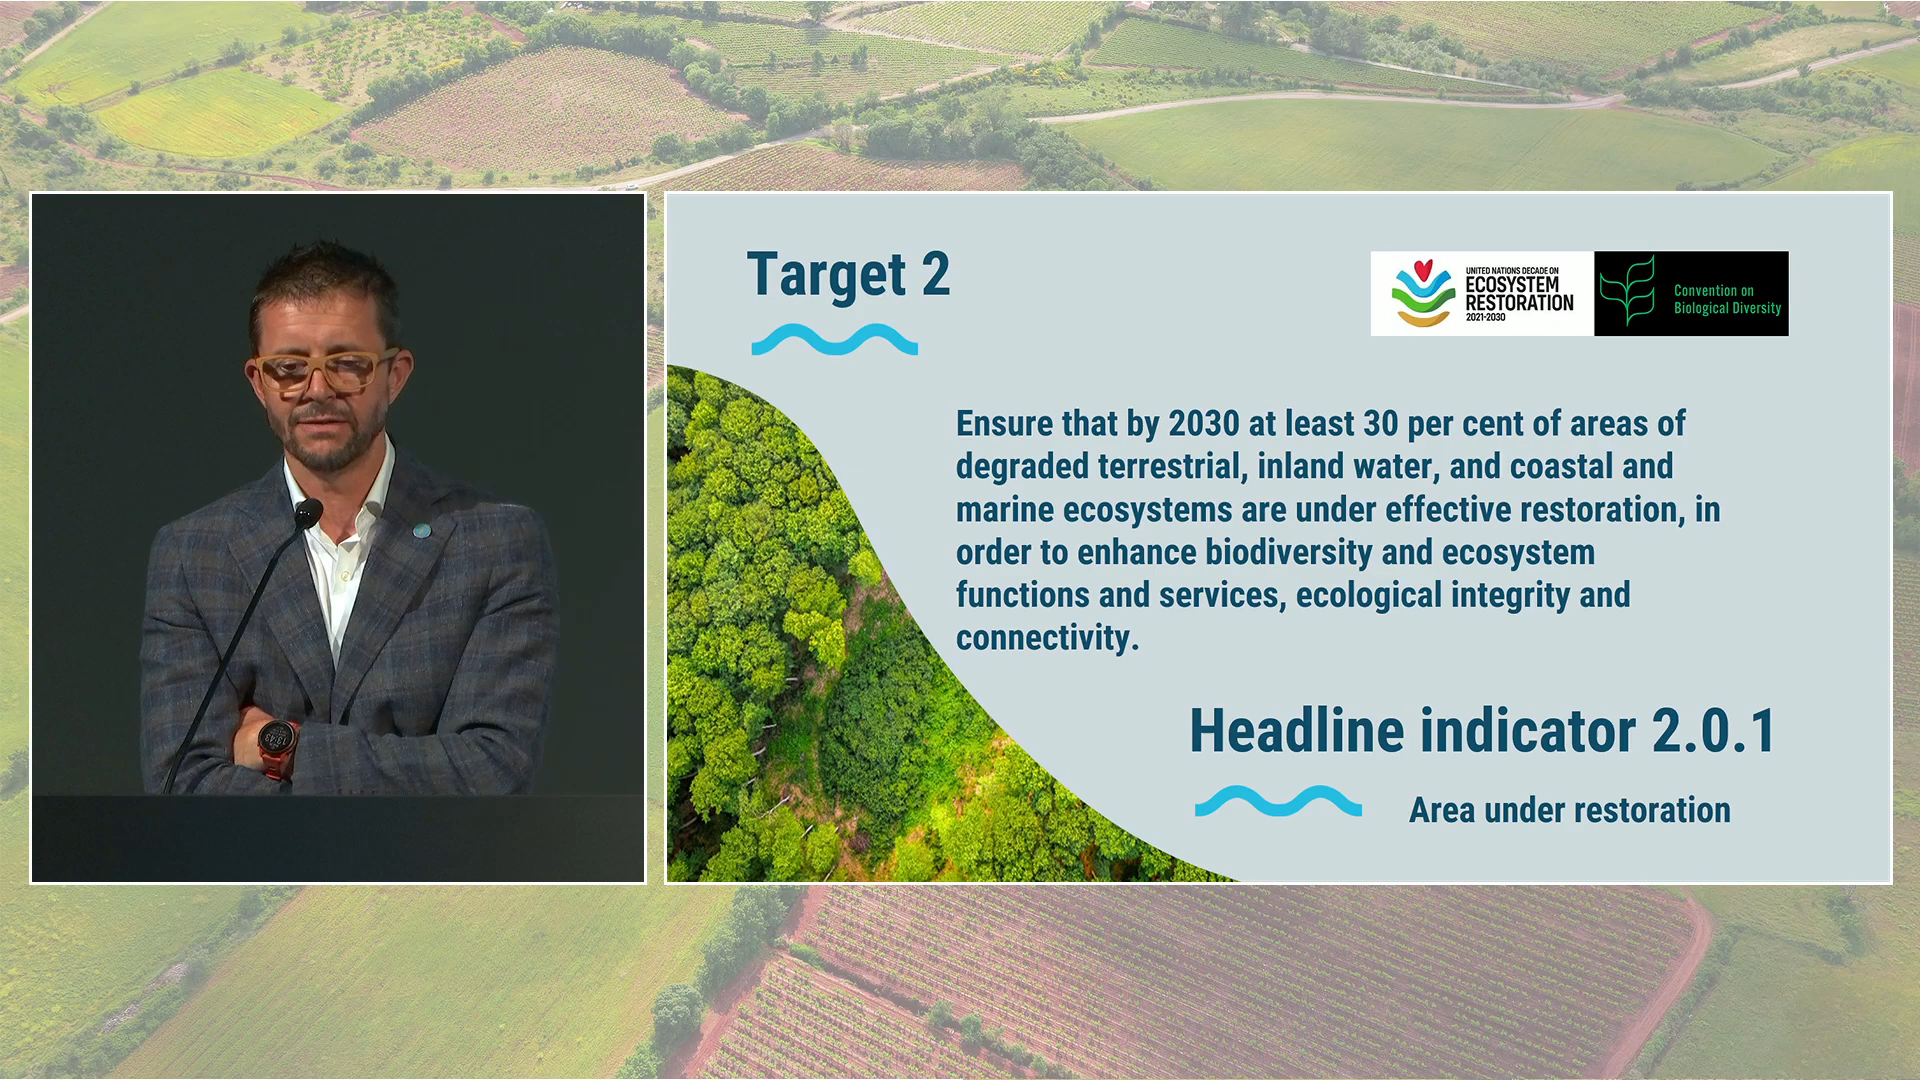 Target 2
UNITED NATIONS DECADE ON
ECOSYSTEM
RESTORATION
2021-2030
Convention on
Biological Diversity
Ensure that by 2030 at least 30 per cent of areas of
degraded terrestrial, inland water, and coastal and
marine ecosystems are under effective restoration, in
order to enhance biodiversity and ecosystem
functions and services, ecological integrity and
connectivity.
Headline indicator 2.0.1
Area under restoration
13:43